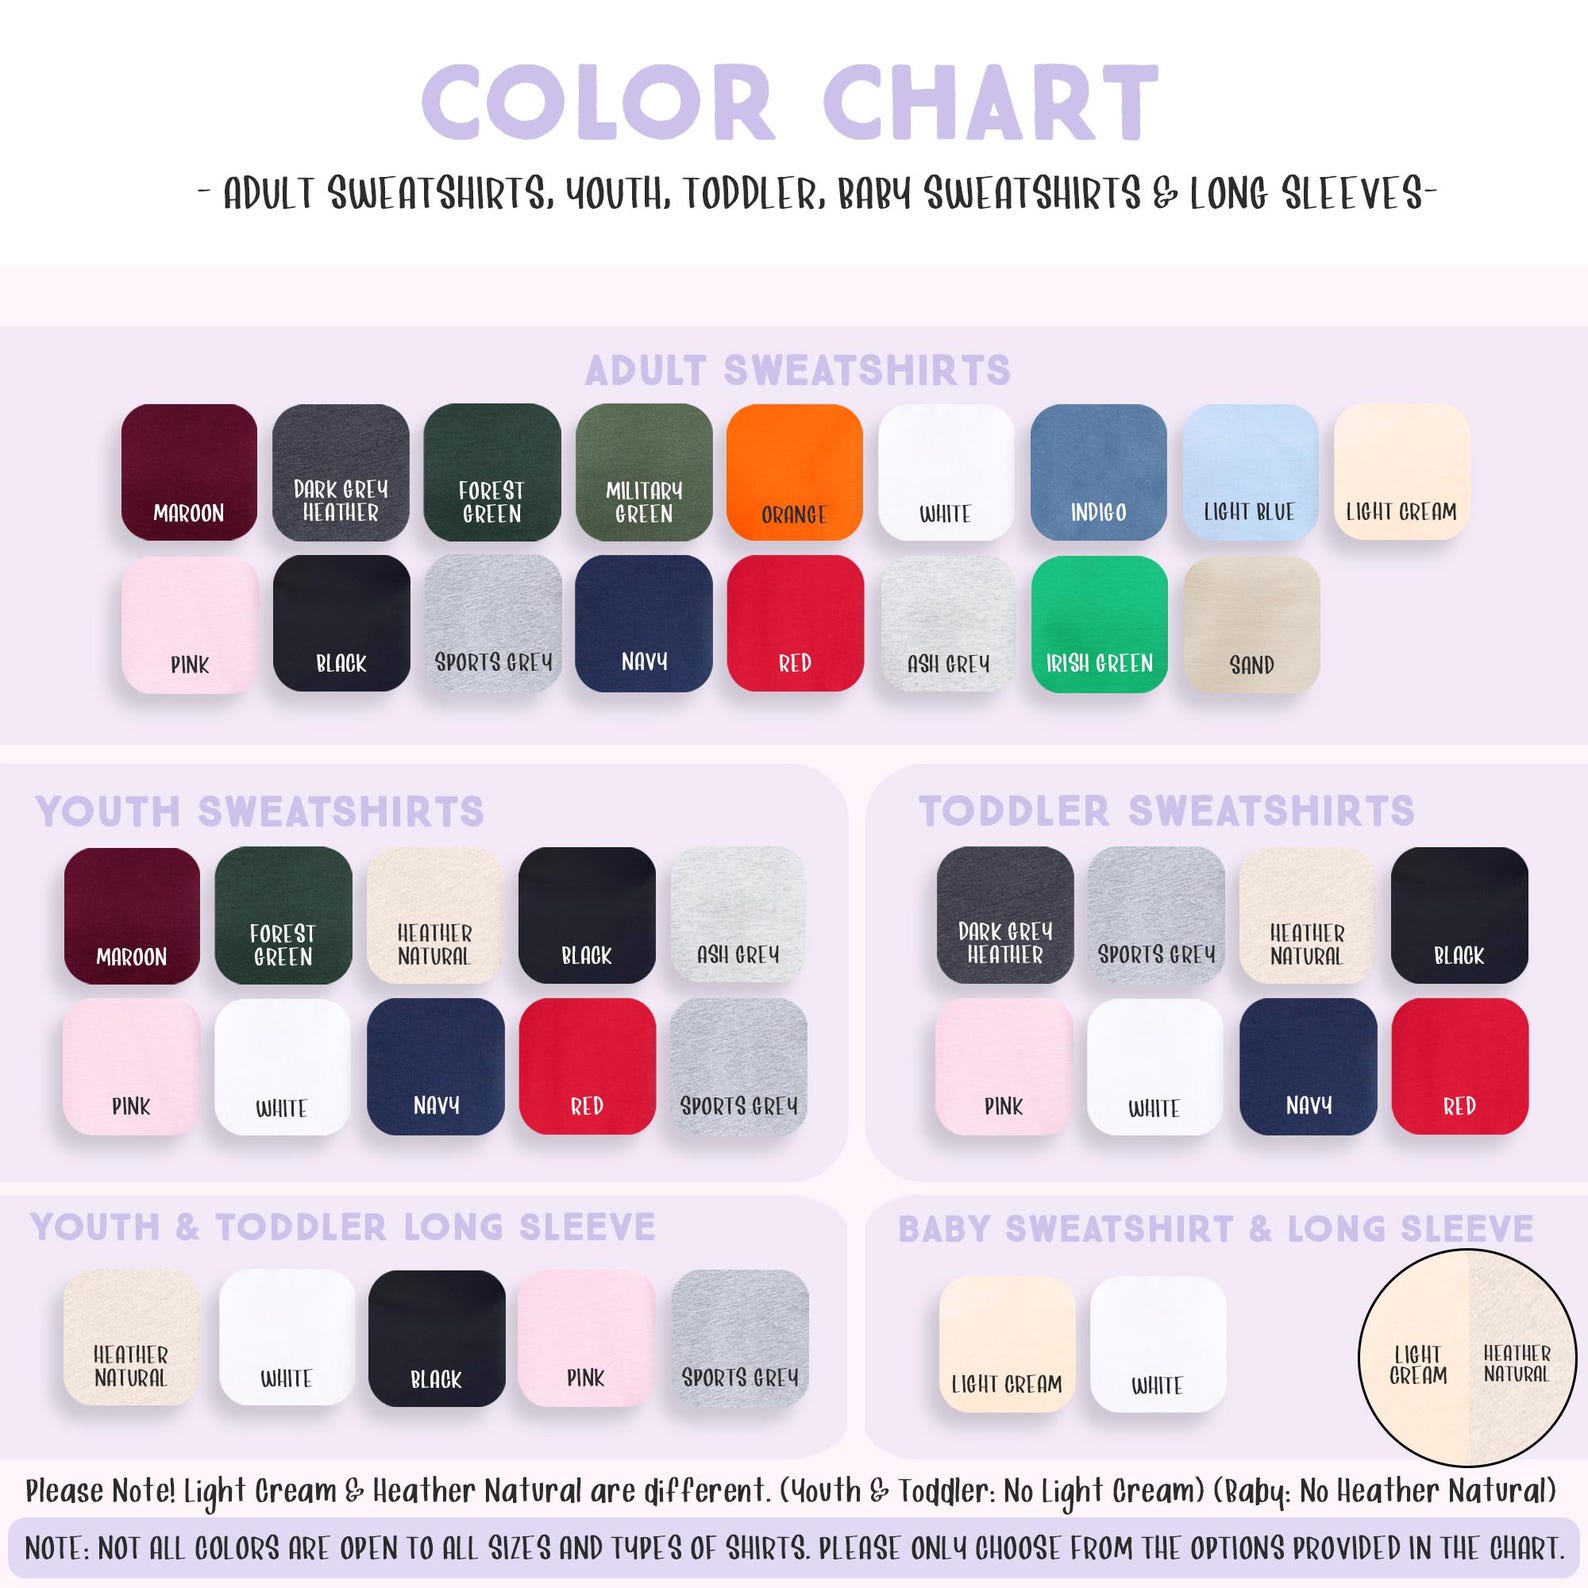 COLOR CHART
- ADULT SWEATSHIRTS, YOUTH, TODDLER, BABY SWEATSHIRTS & LONG SLEEVES-
ADULT SWEATSHIRTS
MAROON
DARK GREY
HEATHER
FOREST
GREEN
MILITARY
GREEN
ORANGE
WHITE
INDIGO
LIGHT BLUE
LIGHT CREAM
PINK
BLACK
SPORTS GREY
NAVY
RED
ASH GREY
IRISH GREEN
SAND
YOUTH SWEATSHIRTS
MAROON
FOREST
GREEN
HEATHER
NATURAL
BLACK
ASH GREY
PINK
WHITE
NAVY
RED
SPORTS GREY
TODDLER SWEATSHIRTS
DARK GREY
HEATHER
SPORTS GREY
HEATHER
NATURAL
BLACK
PINK
WHITE
NAVY
RED
YOUTH & TODDLER LONG SLEEVE
HEATHER
NATURAL
WHITE
BLACK
PINK
SPORTS GREY
BABY SWEATSHIRT & LONG SLEEVE
LIGHT CREAM
WHITE
LIGHT
CREAM
HEATHER
NATURAL
Please Note! Light Cream & Heather Natural are different. (Youth & Toddler: No Light Cream) (Baby: No Heather Natural)
NOTE: NOT ALL COLORS ARE OPEN TO ALL SIZES AND TYPES OF SHIRTS. PLEASE ONLY CHOOSE FROM THE OPTIONS PROVIDED IN THE CHART.